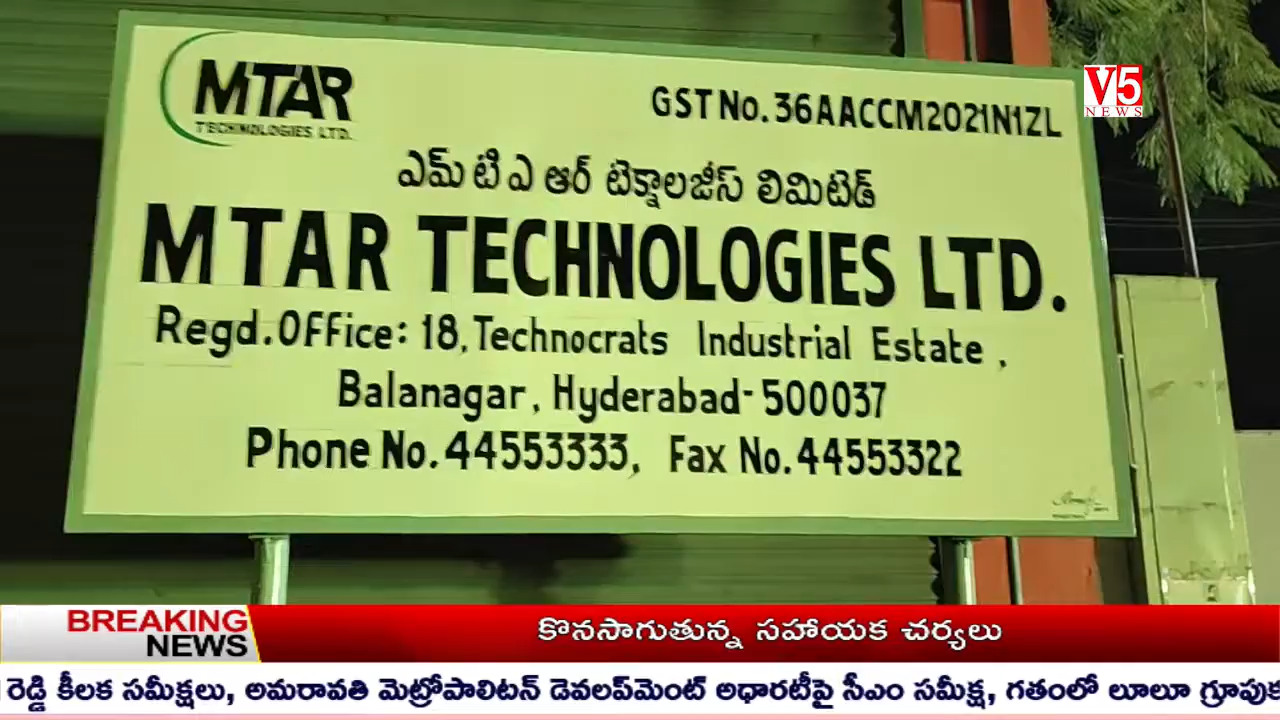 MTAR
TECHNOLOGIES LTD.
GST No. 36AACCM2021N1ZL
V5
NEWS
ఎమ్ టి ఎ ఆర్ టెక్నాలజీస్ లిమిటెడ్
MTAR TECHNOLOGIES LTD.
Regd. Office: 18, Technocrats Industrial Estate,
Balanagar, Hyderabad- 500037
Phone No. 44553333, Fax No. 44553322
BREAKING
NEWS
కొనసాగుతున్న సహాయక చర్యలు
రెడ్డి కీలక సమీక్షలు, అమరావతి మెట్రోపాలిటన్ డెవలప్‌మెంట్ అథారటీపై సీఎం సమీక్ష, గతంలో లూలూ గ్రూపుక